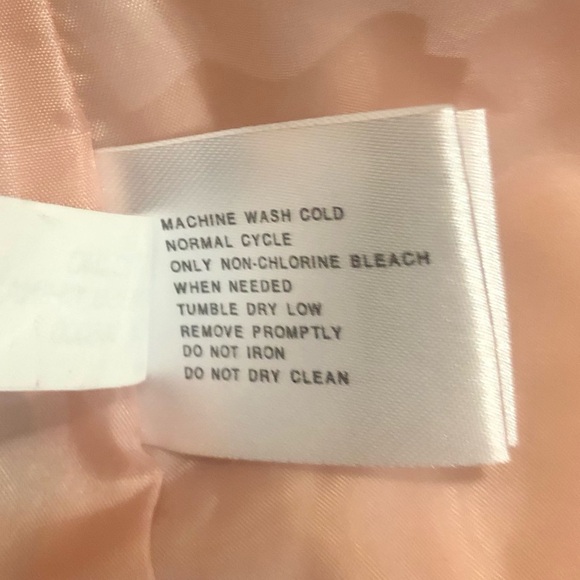 MACHINE WASH COLD
NORMAL CYCLE
ONLY NON-CHLORINE BLEACH
WHEN NEEDED
TUMBLE DRY LOW
REMOVE PROMPTLY
DO NOT IRON
DO NOT DRY CLEAN